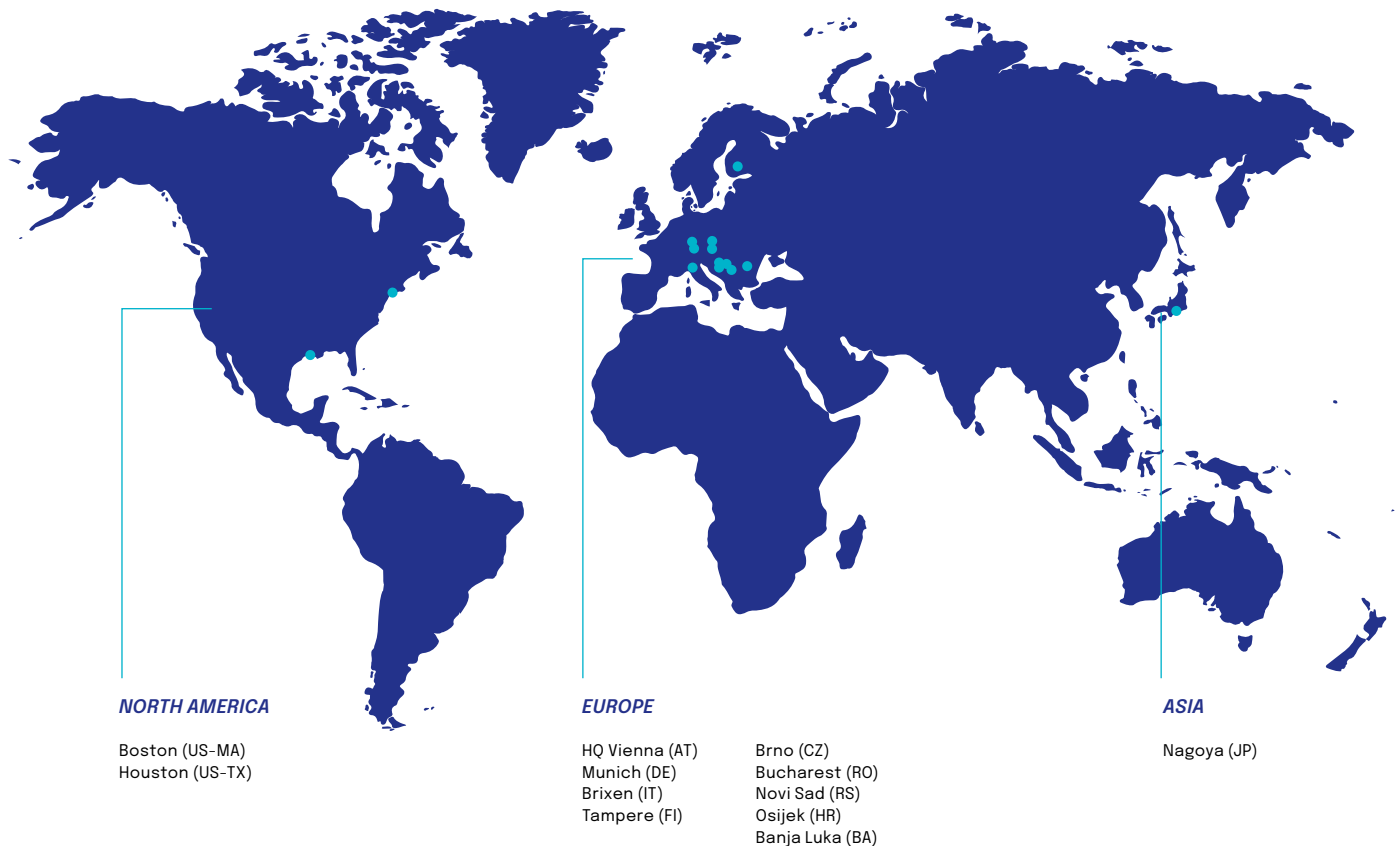 NORTH AMERICA
Boston (US-MA)
Houston (US-TX)
EUROPE
HQ Vienna (AT)
Munich (DE)
Brixen (IT)
Tampere (FI)
Brno (CZ)
Bucharest (RO)
Novi Sad (RS)
Osijek (HR)
Banja Luka (BA)
ASIA
Nagoya (JP)